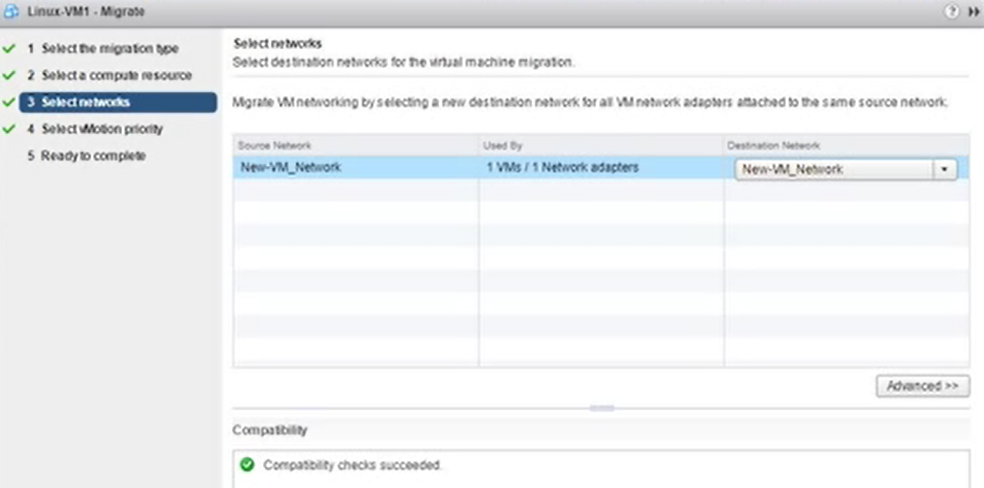 Linux-VM1 - Migrate
1 Select the migration type
2 Select a compute resource
3 Select networks
4 Select vMotion priority
5 Ready to complete
Select networks
Select destination networks for the virtual machine migration.
Migrate VM networking by selecting a new destination network for all VM network adapters attached to the same source network.
Source Network Used By Destination Network
New-VM_Network 1 VMs / 1 Network adapters New-VM_Network
Advanced >>
Compatibility
Compatibility checks succeeded.